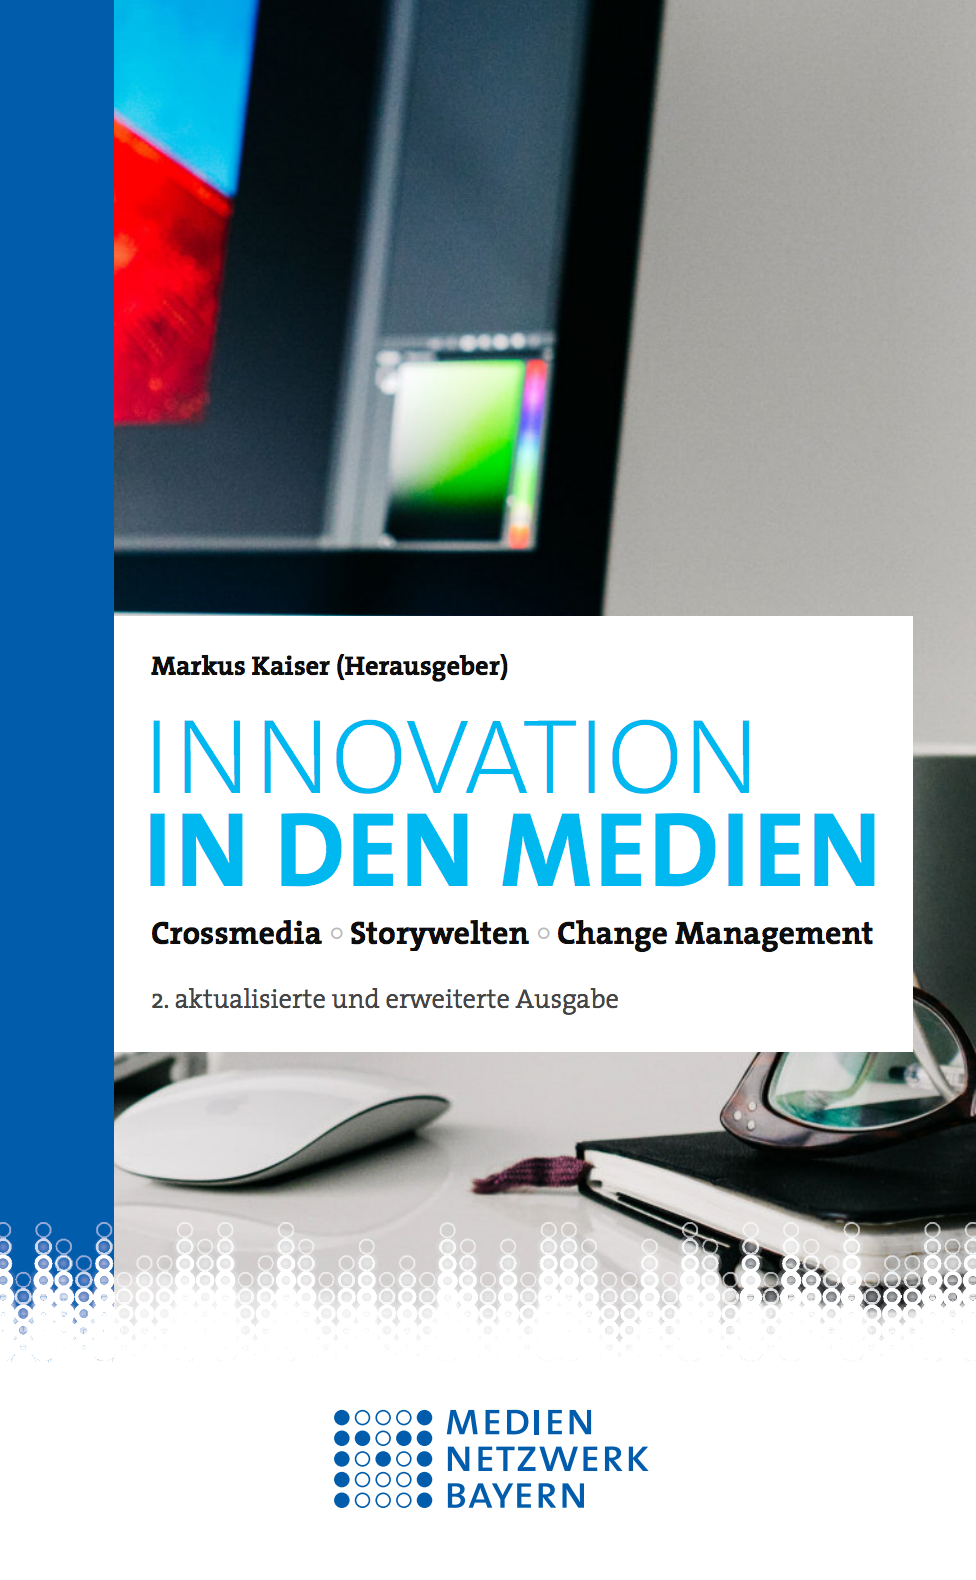 Markus Kaiser (Herausgeber)
INNOVATION
IN DEN MEDIEN
Crossmedia ◦ Storywelten ◦ Change Management
2. aktualisierte und erweiterte Ausgabe
MEDIEN
NETZWERK
BAYERN